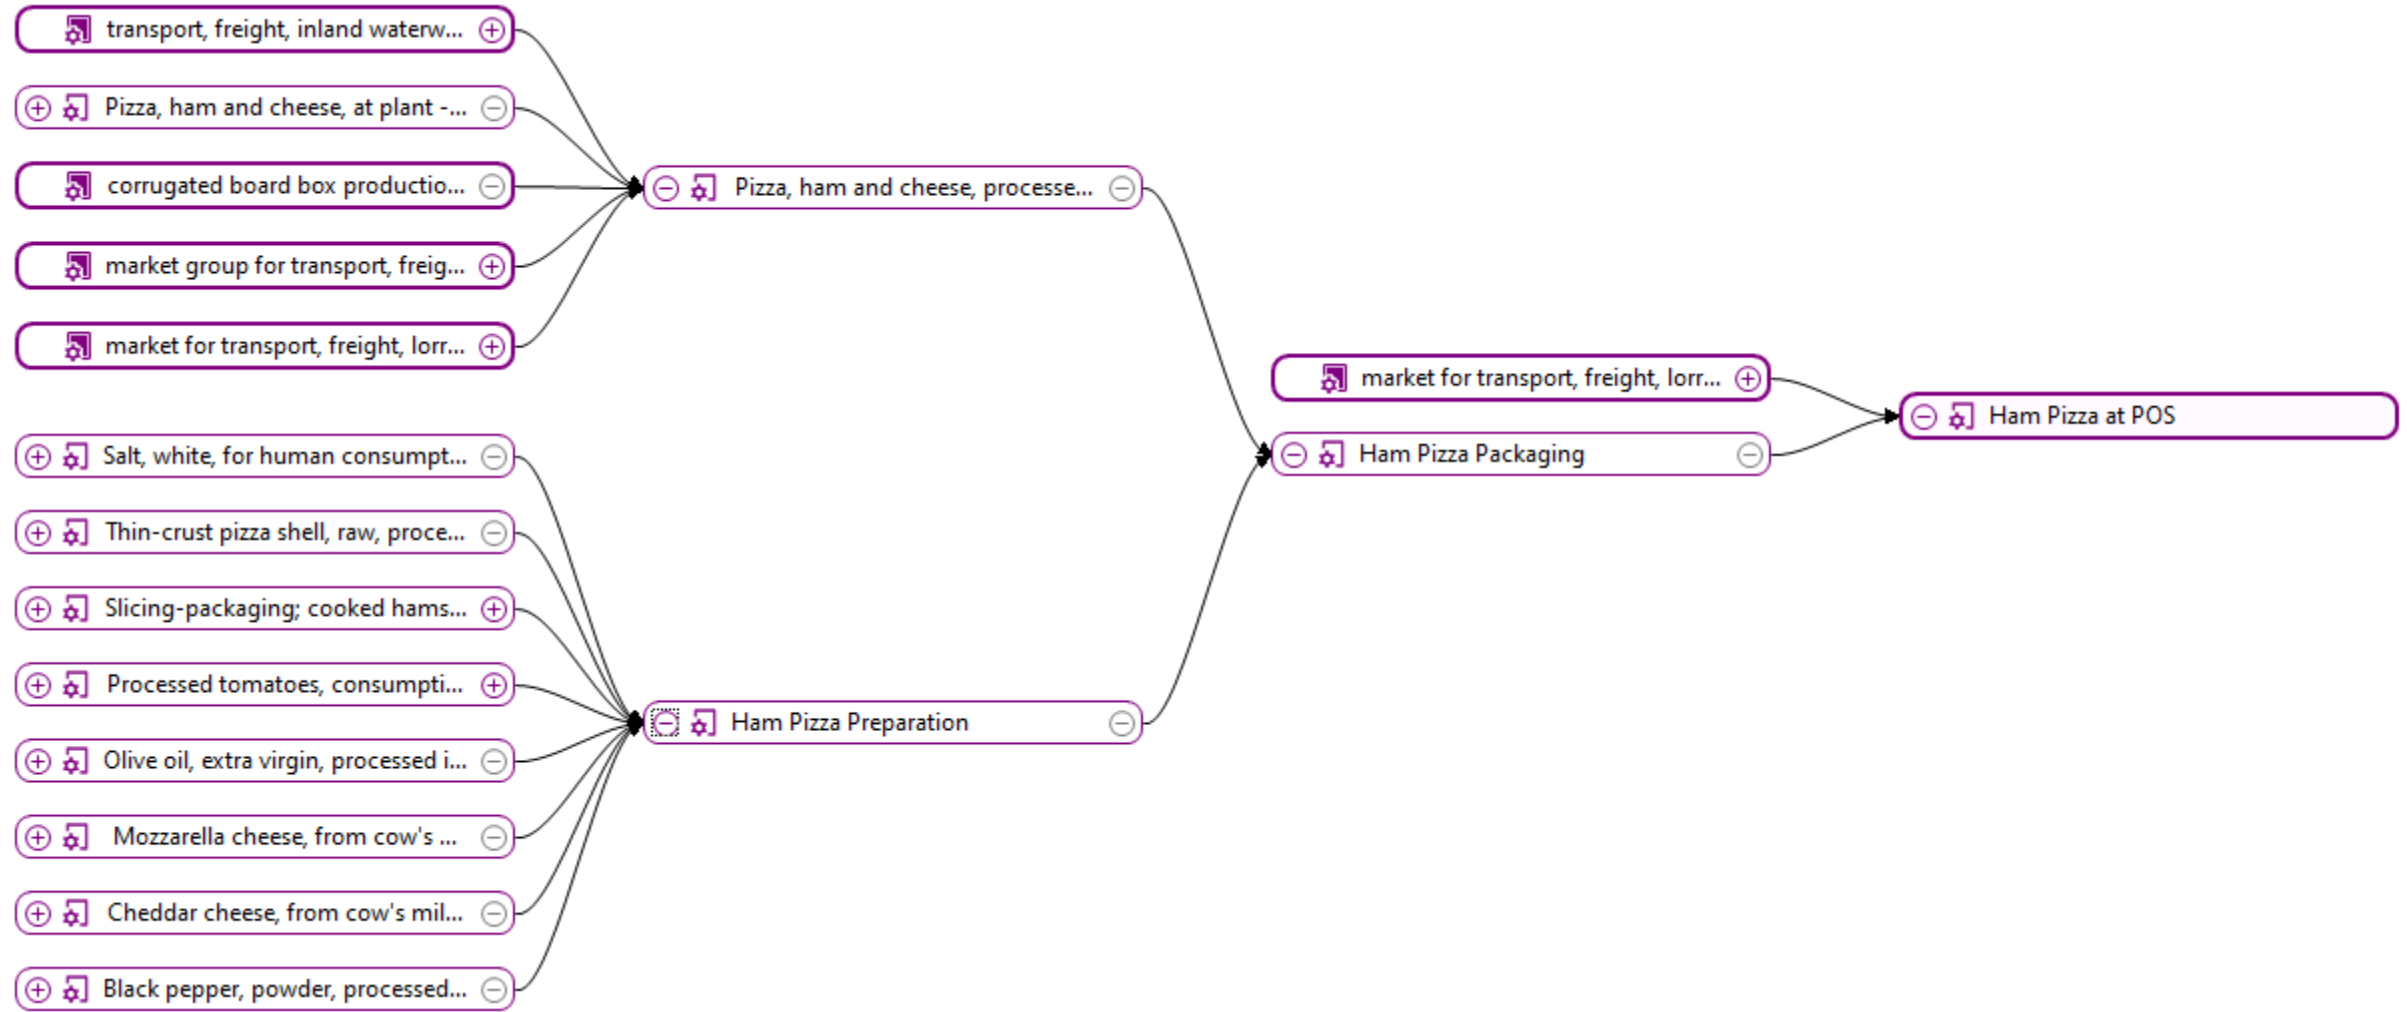 transport, freight, inland waterw...
Pizza, ham and cheese, at plant -...
corrugated board box productio...
market group for transport, freig...
market for transport, freight, lorr...
Pizza, ham and cheese, processe...
market for transport, freight, lorr...
Ham Pizza at POS
Ham Pizza Packaging
Salt, white, for human consumpt...
Thin-crust pizza shell, raw, proce...
Slicing-packaging; cooked hams...
Processed tomatoes, consumpti...
Ham Pizza Preparation
Olive oil, extra virgin, processed i...
Mozzarella cheese, from cow's ...
Cheddar cheese, from cow's mil...
Black pepper, powder, processed...